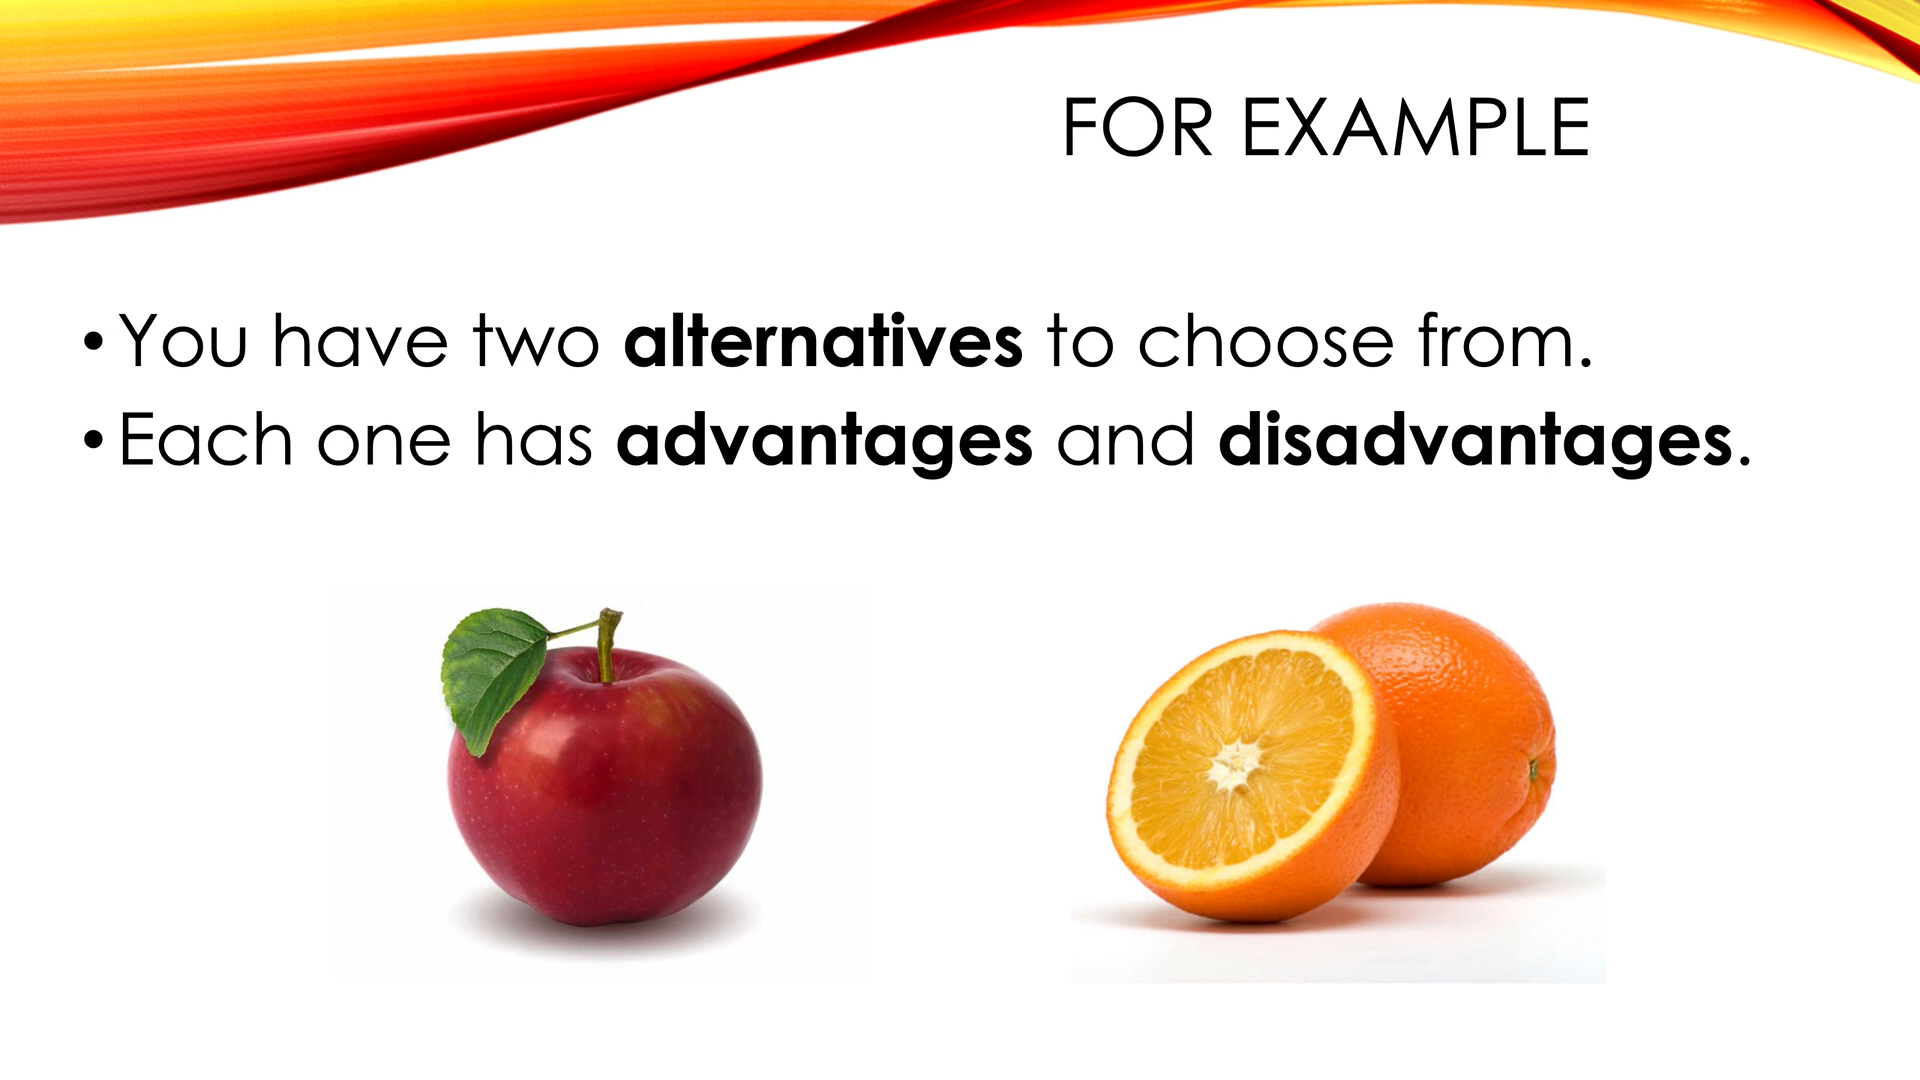 FOR EXAMPLE
• You have two alternatives to choose from.
• Each one has advantages and disadvantages.